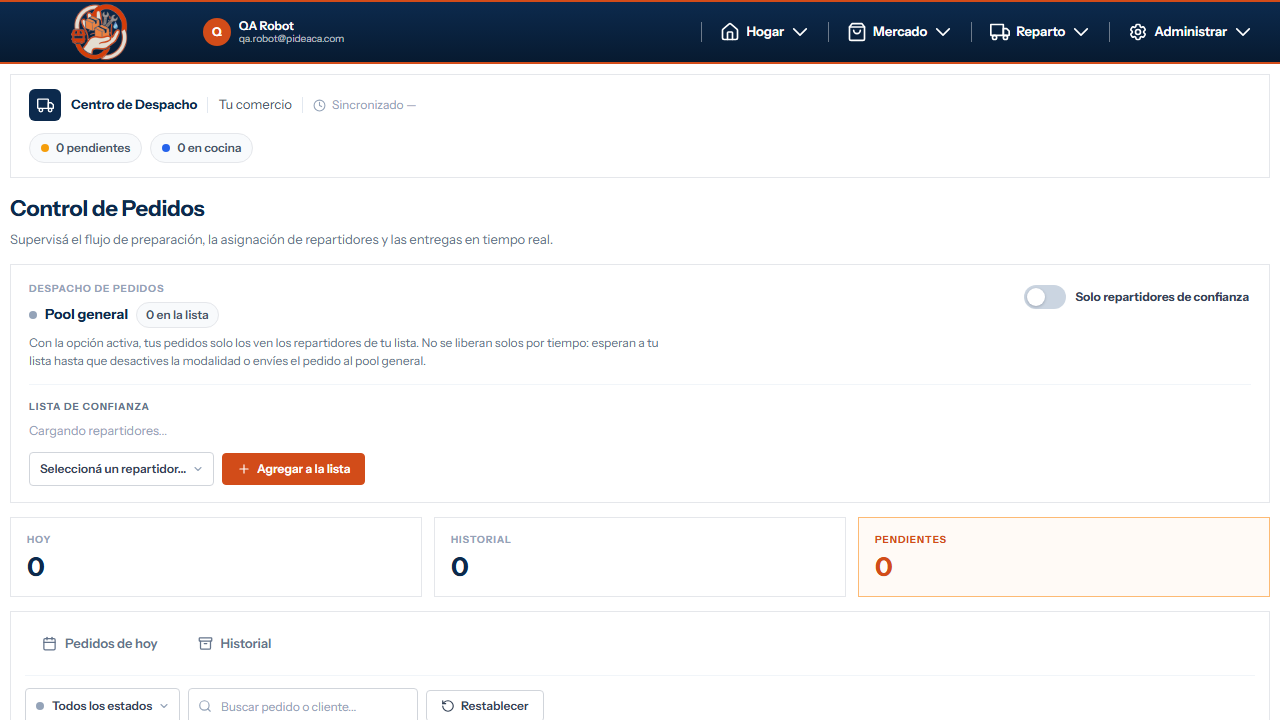 Q
QA Robot
qa.robot@pideaca.com
Hogar
Mercado
Reparto
Administrar
Centro de Despacho
Tu comercio
Sincronizado —
0 pendientes
0 en cocina
Control de Pedidos
Supervisá el flujo de preparación, la asignación de repartidores y las entregas en tiempo real.
DESPACHO DE PEDIDOS
Pool general
0 en la lista
Solo repartidores de confianza
Con la opción activa, tus pedidos solo los ven los repartidores de tu lista. No se liberan solos por tiempo: esperan a tu
lista hasta que desactives la modalidad o envíes el pedido al pool general.
LISTA DE CONFIANZA
Cargando repartidores...
Seleccioná un repartidor...
Agregar a la lista
HOY
0
HISTORIAL
0
PENDIENTES
0
Pedidos de hoy
Historial
Todos los estados
Buscar pedido o cliente...
Restablecer